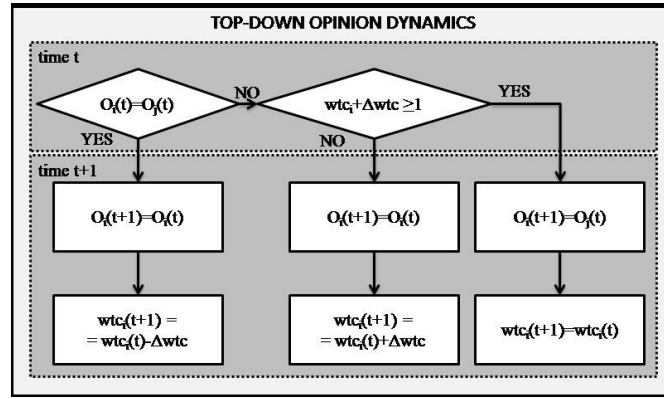 TOP-DOWN OPINION DYNAMICS
time t
Oᵢ(t)=Oⱼ(t)
NO
wtcᵢ+Δwtc ≥1
YES
YES
NO
time t+1
Oᵢ(t+1)=Oᵢ(t)
Oᵢ(t+1)=Oᵢ(t)
Oᵢ(t+1)=Oⱼ(t)
wtcᵢ(t+1) =
= wtcᵢ(t)-Δwtc
wtcᵢ(t+1) =
= wtcᵢ(t)+Δwtc
wtcᵢ(t+1)=wtcᵢ(t)